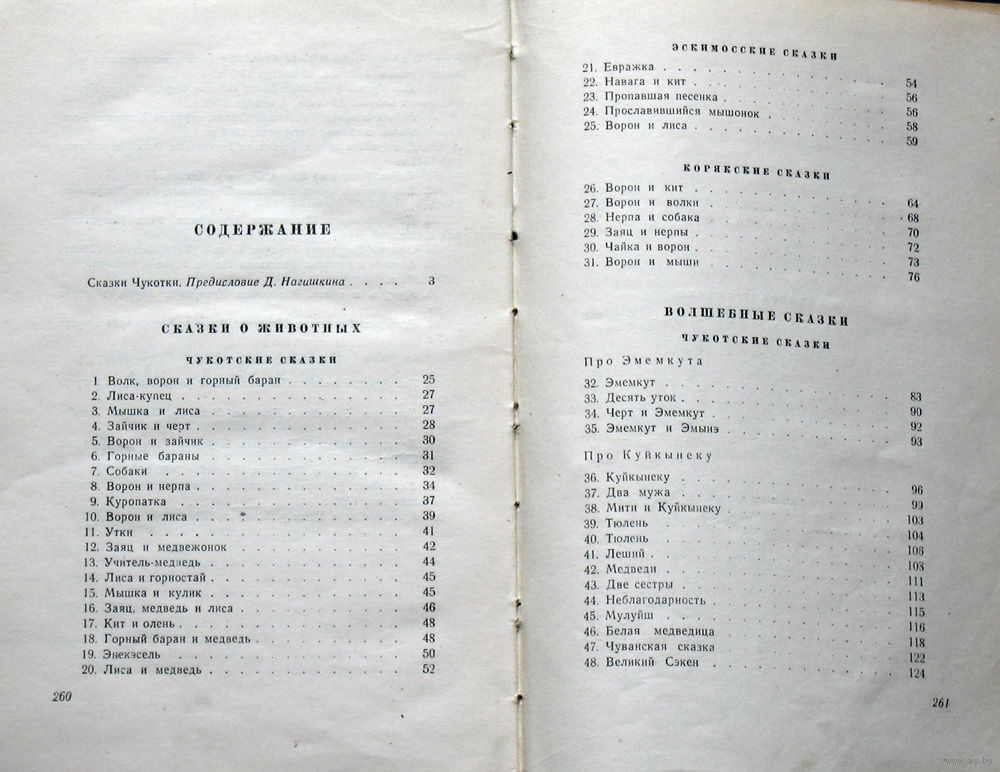 СОДЕРЖАНИЕ
Сказки Чукотки. Предисловие Д. Нагишкина . . . . 3
СКАЗКИ О ЖИВОТНЫХ
ЧУКОТСКИЕ СКАЗКИ
1 Волк, ворон и горный баран . . . . . . . . 25
2. Лиса-купец . . . . . . . . 27
3. Мышка и лиса . . . . . . . . 27
4. Зайчик и черт . . . . . . . . 28
5. Ворон и зайчик . . . . . . . . 30
6. Горные бараны . . . . . . . . 31
7. Собаки . . . . . . . . 32
8. Ворон и нерпа . . . . . . . . 34
9. Куропатка . . . . . . . . 37
10. Ворон и лиса . . . . . . . . 39
11. Утки . . . . . . . . 41
12. Заяц и медвежонок . . . . . . . . 42
13. Учитель-медведь . . . . . . . . 44
14. Лиса и горностай . . . . . . . . 45
15. Мышка и кулик . . . . . . . . 45
16. Заяц, медведь и лиса . . . . . . . . 46
17. Кит и олень . . . . . . . . 48
18. Горный баран и медведь . . . . . . . . 48
19. Энекэсель . . . . . . . . 50
20. Лиса и медведь . . . . . . . . 52
260
ЭСКИМОССКИЕ СКАЗКИ
21. Евражка . . . . . . . . 54
22. Навага и кит . . . . . . . . 56
23. Пропавшая песенка . . . . . . . . 56
24. Прославившийся мышонок . . . . . . . . 58
25. Ворон и лиса . . . . . . . . 59
КОРЯКСКИЕ СКАЗКИ
26. Ворон и кит . . . . . . . . 64
27. Ворон и волки . . . . . . . . 68
28. Нерпа и собака . . . . . . . . 70
29. Заяц и нерпы . . . . . . . . 72
30. Чайка и ворон . . . . . . . . 73
31. Ворон и мыши . . . . . . . . 76
ВОЛШЕБНЫЕ СКАЗКИ
ЧУКОТСКИЕ СКАЗКИ
Про Эмемкута
32. Эмемкут . . . . . . . . 83
33. Десять уток . . . . . . . . 90
34. Черт и Эмемкут . . . . . . . . 92
35. Эмемкут и Эмынэ . . . . . . . . 93
Про Куйкынеку
36. Куйкынеку . . . . . . . . 96
37. Два мужа . . . . . . . . 99
38. Мити и Куйкынеку . . . . . . . . 103
39. Тюлень . . . . . . . . 104
40. Тюлень . . . . . . . . 106
41. Леший . . . . . . . . 108
42. Медведи . . . . . . . . 111
43. Две сестры . . . . . . . . 113
44. Неблагодарность . . . . . . . . 115
45. Мулуйш . . . . . . . . 116
46. Белая медведица . . . . . . . . 118
47. Чуванская сказка . . . . . . . . 122
48. Великий Сэкен . . . . . . . . 124
261
www.ay.by